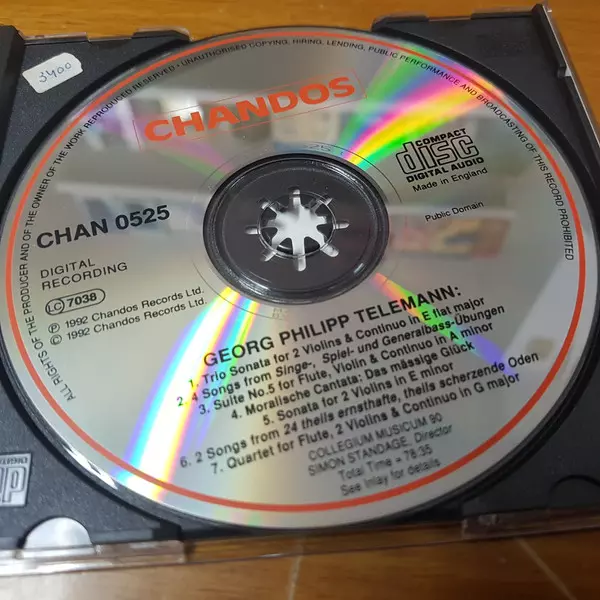 3400
ALL RIGHTS OF THE PRODUCER AND OF THE OWNER OF THE WORK REPRODUCED RESERVED • UNAUTHORISED COPYING, HIRING, LENDING, PUBLIC PERFORMANCE AND BROADCASTING OF THIS RECORD PROHIBITED
CHANDOS
COMPACT
disc
DIGITAL AUDIO
Made in England
Public Domain
CHAN 0525
DIGITAL
RECORDING
LC 7038
℗ 1992 Chandos Records Ltd.
© 1992 Chandos Records Ltd.
GEORG PHILIPP TELEMANN:
1. Trio Sonata for 2 Violins & Continuo in E flat major
2. 4 Songs from Singe-, Spiel- und Generalbass-Übungen
3. Suite No.5 for Flute, Violin & Continuo in A minor
4. Moralische Cantata: Das mässige Glück
5. Sonata for 2 Violins in E minor
6. 2 Songs from 24 theils ernsthafte, theils scherzende Oden
7. Quartet for Flute, 2 Violins & Continuo in G major
COLLEGIUM MUSICUM 90
SIMON STANDAGE, Director
Total Time = 78:35
See Inlay for details